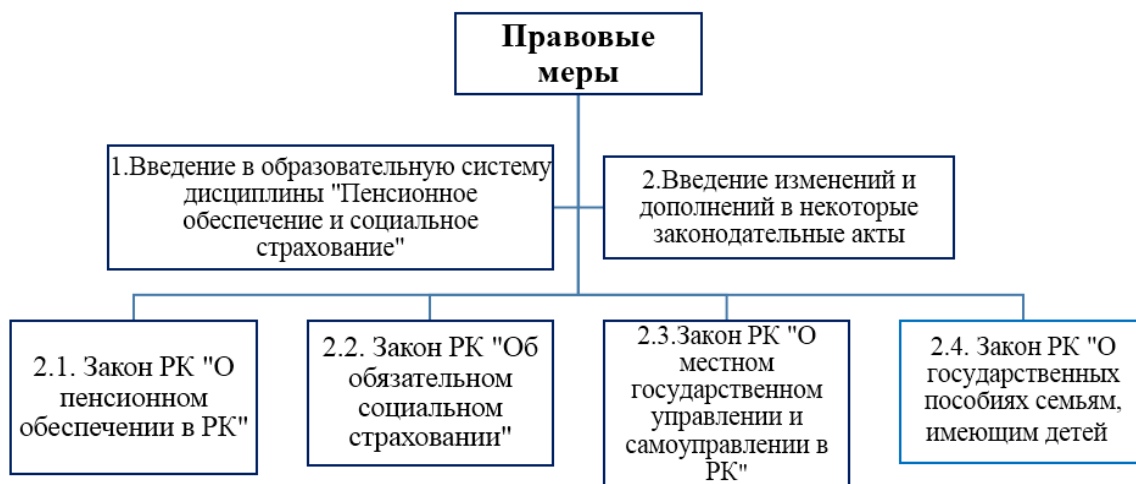 Правовые
меры
1.Введение в образовательную систему
дисциплины "Пенсионное
обеспечение и социальное
страхование"
2.Введение изменений и
дополнений в некоторые
законодательные акты
2.1. Закон РК "О
пенсионном
обеспечении в РК"
2.2. Закон РК "Об
обязательном
социальном
страховании"
2.3.Закон РК "О
местном
государственном
управлении и
самоуправлении в
РК"
2.4. Закон РК "О
государственных
пособиях семьям,
имеющим детей